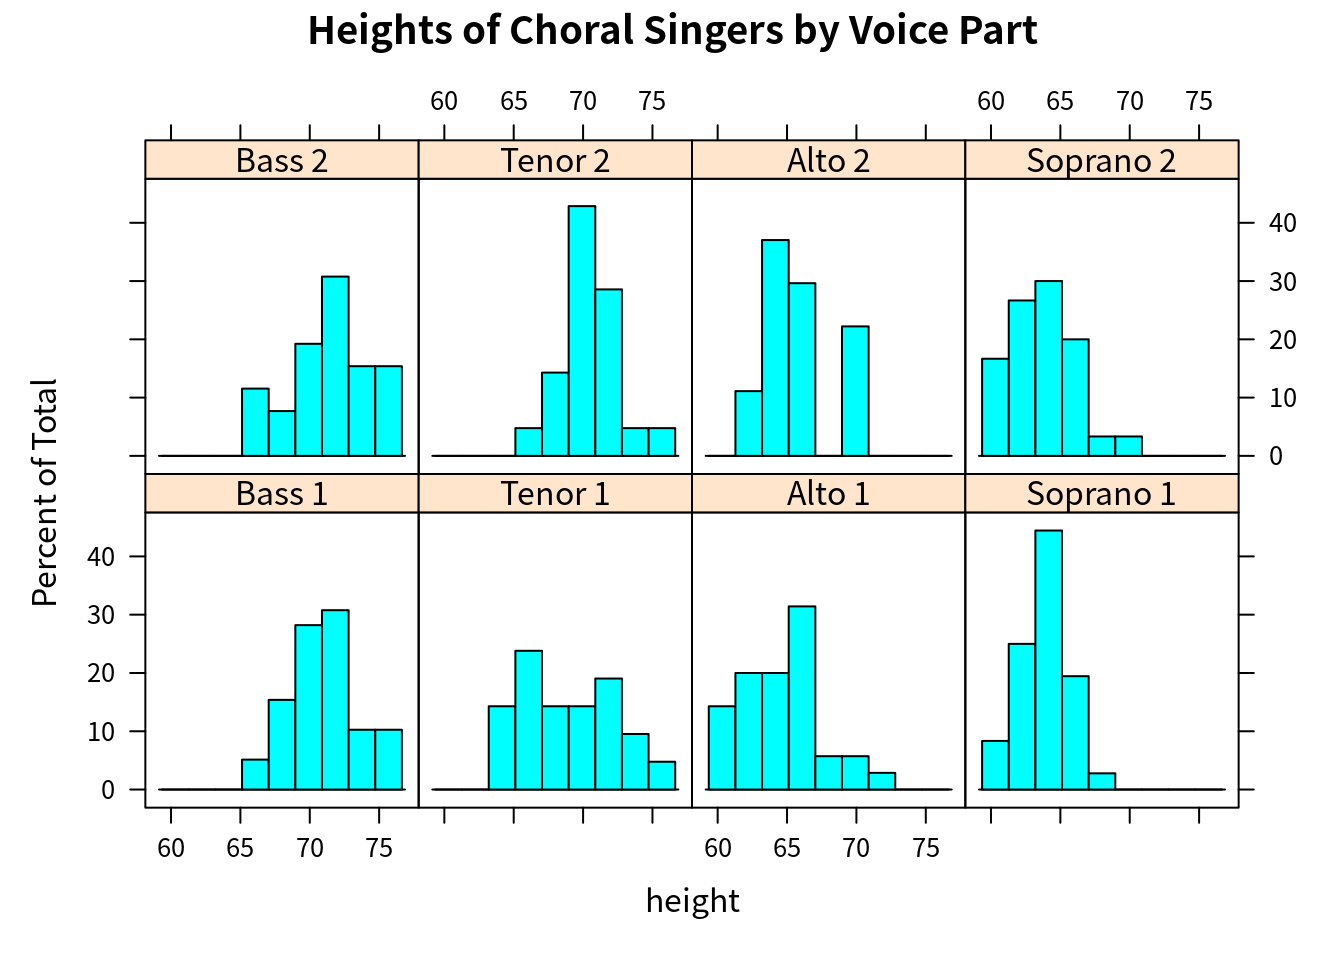 Heights of Choral Singers by Voice Part
60 65 70 75 60 65 70 75
Bass 2 Tenor 2 Alto 2 Soprano 2
40
30
20
10
0
Bass 1 Tenor 1 Alto 1 Soprano 1
40
30
20
10
0
60 65 70 75 60 65 70 75
height
Percent of Total